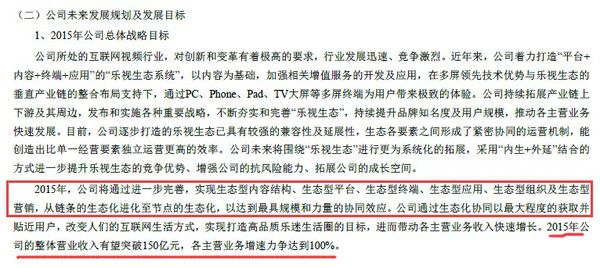 （二）公司未来发展规划及发展目标
1、2015年公司总体战略目标
公司所处的互联网视频行业，对创新和变革有着极高的要求，行业发展迅速、竞争激烈。近年来，公司着力打造“平台+
内容+终端+应用”的“乐视生态系统”，以内容为基础，加强相关增值服务的开发及应用，在多屏领先技术优势与乐视生态的
垂直产业链的整合布局支持下，通过PC、Phone、Pad、TV大屏等多屏终端为用户带来极致的体验。公司持续拓展产业链上
下游及其周边，发布和实施各种重要战略，不断夯实和完善“乐视生态”，持续提升品牌知名度及用户规模，推动各主营业务
快速发展。目前，公司逐步打造的乐视生态已具有较强的兼容性及延展性，生态各要素之间形成了紧密协同的运营机制，能
创造出比单一经营要素独立运营更高的效率。公司未来将围绕“乐视生态”进行更为系统化的拓展，采用“内生+外延”结合的
方式进一步提升乐视生态的竞争优势、增强公司的抗风险能力、拓展公司的成长空间。
2015年，公司将通过进一步完善，实现生态型内容结构、生态型平台、生态型终端、生态型应用、生态型组织及生态型
营销，从链条的生态化进化至节点的生态化，以达到最具规模和力量的协同效应。公司通过生态化协同以最大程度的获取并
贴近用户，改变人们的互联网生活方式，实现打造高品质乐迷生活圈的目标，进而带动各主营业务收入快速增长。2015年公
司的整体营业收入有望突破150亿元，各主营业务增速力争达到100%。